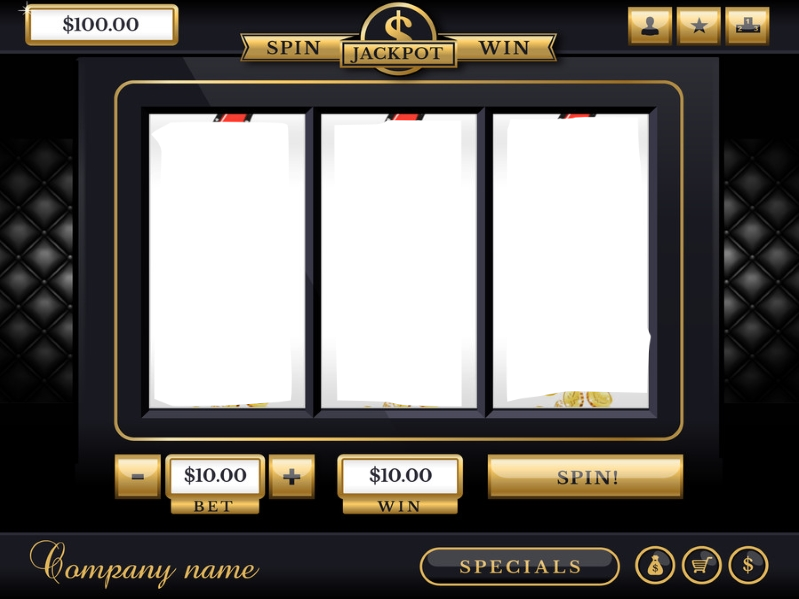 $100.00
SPIN JACKPOT WIN
$10.00
BET
$10.00
WIN
SPIN!
Company name
SPECIALS